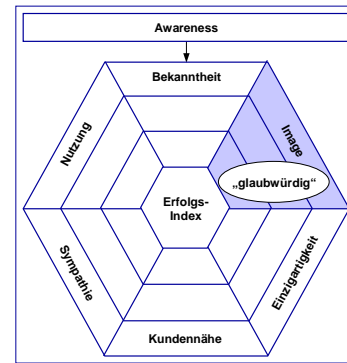 Awareness
Bekanntheit
Nutzung
Image
„glaubwürdig“
Erfolgs-
Index
Sympathie
Einzigartigkeit
Kundennähe